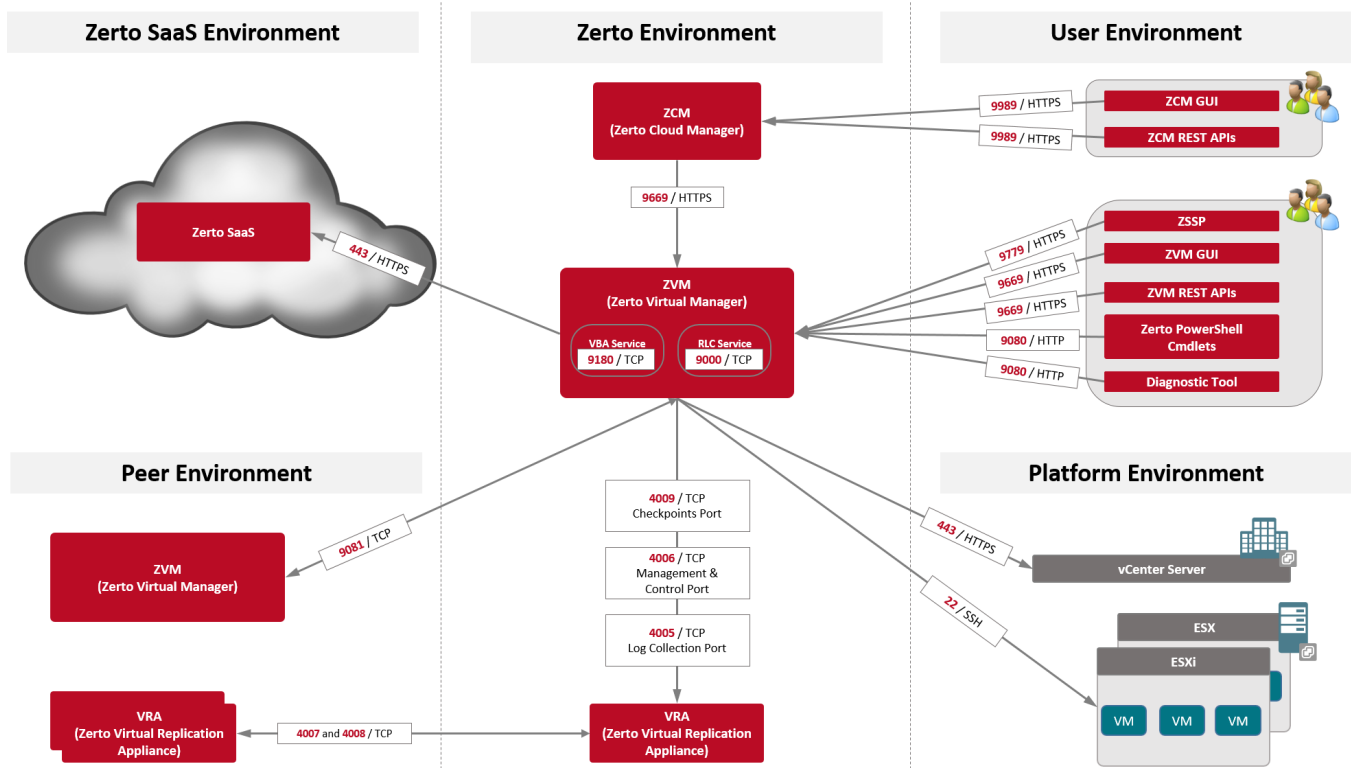 Zerto SaaS Environment
Zerto Environment
User Environment
ZCM
(Zerto Cloud Manager)
9989 / HTTPS
ZCM GUI
9989 / HTTPS
ZCM REST APIs
9669 / HTTPS
Zerto SaaS
443 / HTTPS
ZVM
(Zerto Virtual Manager)
VBA Service
9180 / TCP
RLC Service
9000 / TCP
9779 / HTTPS
ZSSP
9669 / HTTPS
ZVM GUI
9669 / HTTPS
ZVM REST APIs
9080 / HTTP
Zerto PowerShell
Cmdlets
9080 / HTTP
Diagnostic Tool
Peer Environment
Platform Environment
9081 / TCP
ZVM
(Zerto Virtual Manager)
4009 / TCP
Checkpoints Port
4006 / TCP
Management &
Control Port
4005 / TCP
Log Collection Port
443 / HTTPS
vCenter Server
22 / SSH
ESX
ESXi
VM
VM
VM
VRA
(Zerto Virtual Replication
Appliance)
4007 and 4008 / TCP
VRA
(Zerto Virtual Replication
Appliance)